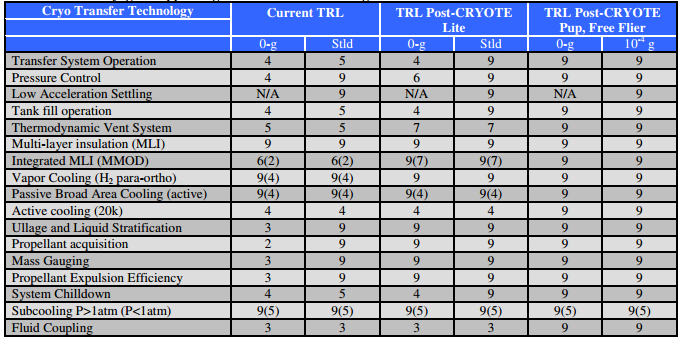 Cryo Transfer Technology Current TRL TRL Post-CRYOTE Lite TRL Post-CRYOTE Pup, Free Flier
0-g Stld 0-g Stld 0-g 10⁻⁴ g
Transfer System Operation 4 5 4 9 9 9
Pressure Control 4 9 6 9 9 9
Low Acceleration Settling N/A 9 N/A 9 N/A 9
Tank fill operation 4 5 4 9 9 9
Thermodynamic Vent System 5 5 7 7 9 9
Multi-layer insulation (MLI) 9 9 9 9 9 9
Integrated MLI (MMOD) 6(2) 6(2) 9(7) 9(7) 9 9
Vapor Cooling (H₂ para-ortho) 9(4) 9(4) 9 9 9 9
Passive Broad Area Cooling (active) 9(4) 9(4) 9(4) 9(4) 9 9
Active cooling (20k) 4 4 4 4 9 9
Ullage and Liquid Stratification 3 9 9 9 9 9
Propellant acquisition 2 9 9 9 9 9
Mass Gauging 3 9 9 9 9 9
Propellant Expulsion Efficiency 3 9 9 9 9 9
System Chilldown 4 5 4 9 9 9
Subcooling P>1atm (P<1atm) 9(5) 9(5) 9(5) 9(5) 9(5) 9(5)
Fluid Coupling 3 3 3 3 9 9